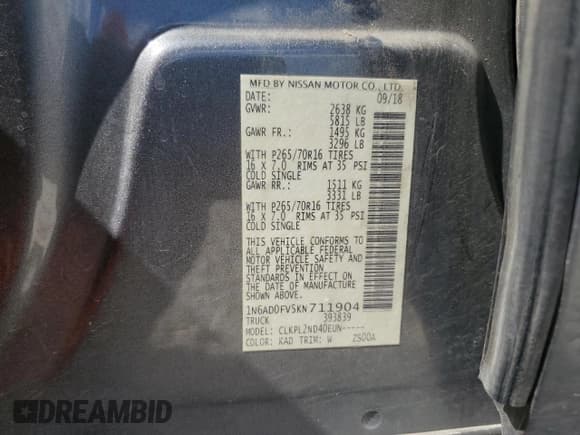 MFD BY NISSAN MOTOR CO., LTD.
DATE: 09/18
GVWR: 2638 KG
5815 LB
GAWR FR.: 1495 KG
3296 LB
WITH P265/70R16 TIRES
16 X 7.0 RIMS AT 35 PSI
COLD SINGLE
GAWR RR.: 1511 KG
3331 LB
WITH P265/70R16 TIRES
16 X 7.0 RIMS AT 35 PSI
COLD SINGLE
THIS VEHICLE CONFORMS TO
ALL APPLICABLE FEDERAL
MOTOR VEHICLE SAFETY AND
THEFT PREVENTION
STANDARDS IN EFFECT ON
THE DATE OF MANUFACTURE
SHOWN ABOVE.
1N6AD0FV5KN711904
TRUCK 393839
MODEL: CLKPL2ND40EUN-----
COLOR: KAD TRIM: W 2S00A
DREAMBID